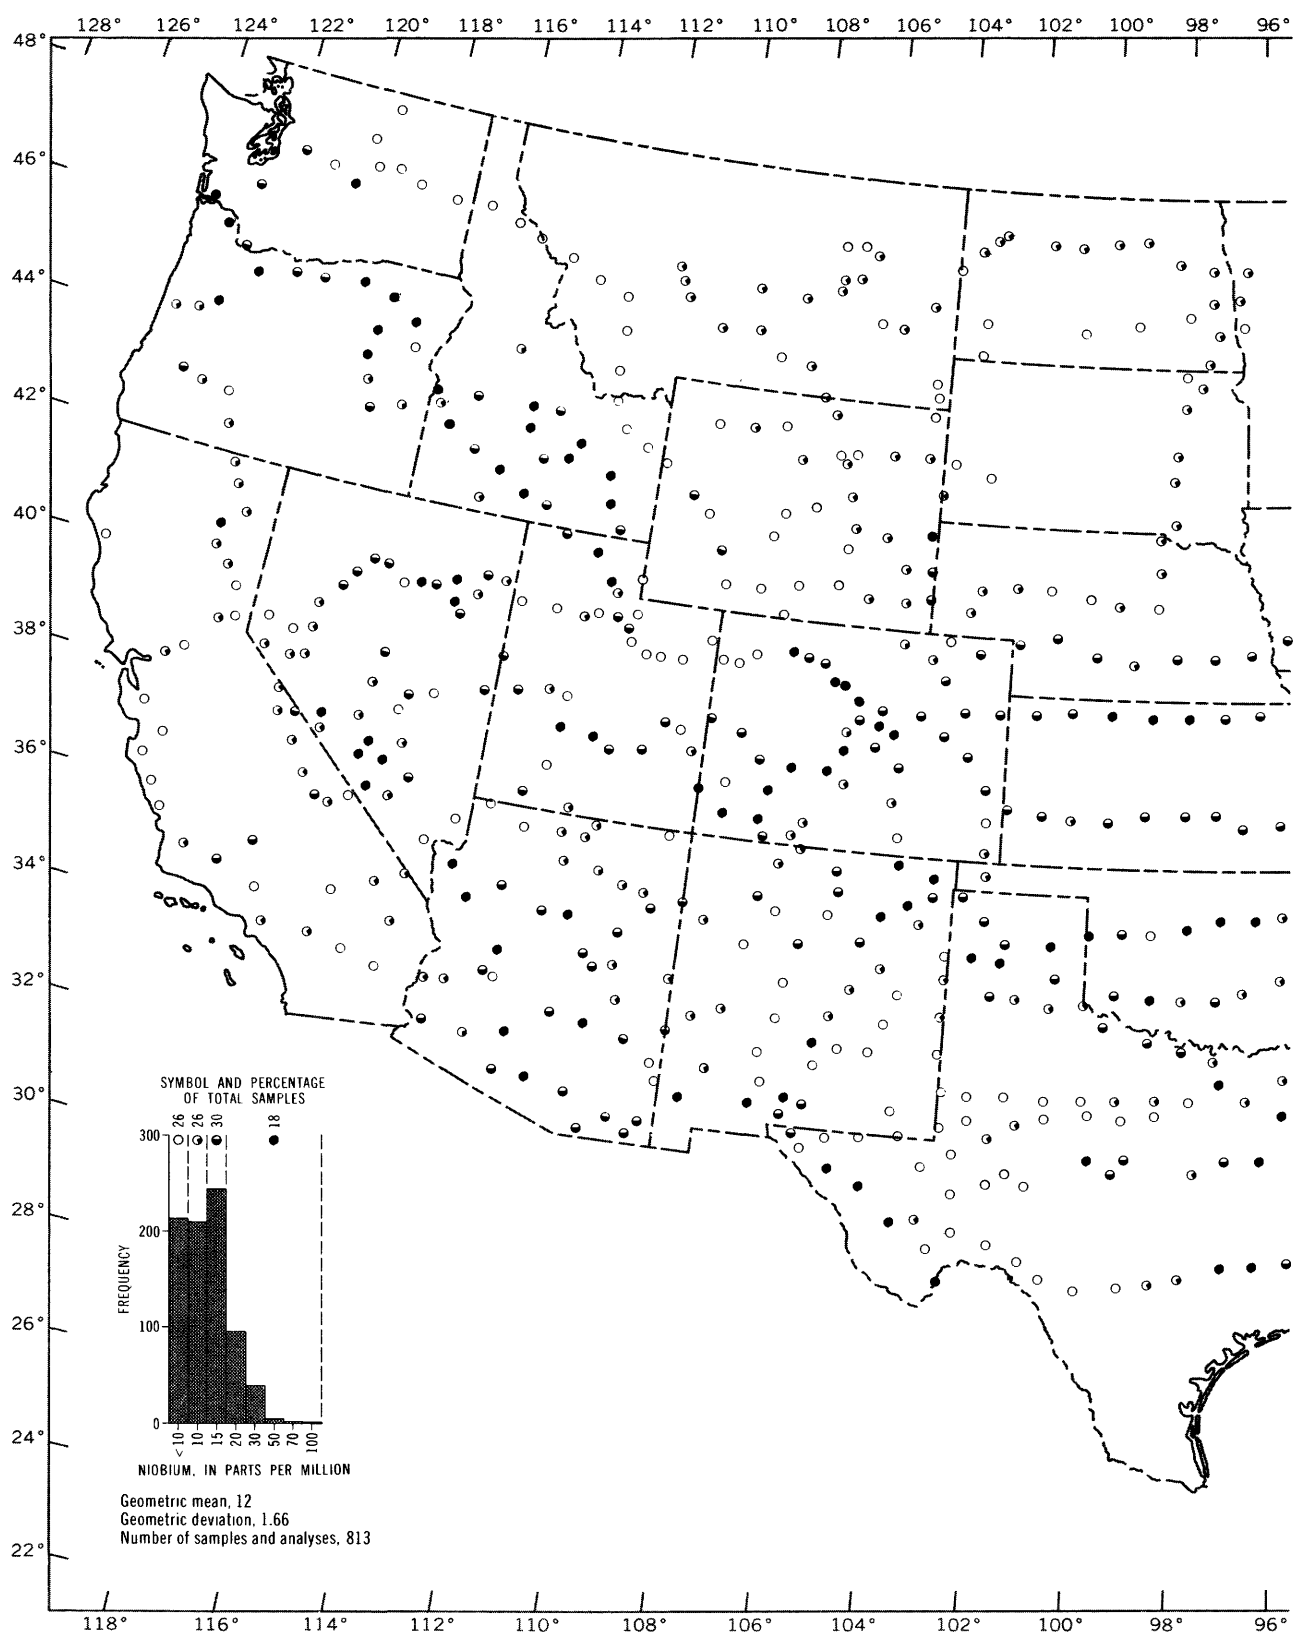 128° 126° 124° 122° 120° 118° 116° 114° 112° 110° 108° 106° 104° 102° 100° 98° 96°
48°
46°
44°
42°
40°
38°
36°
34°
32°
30°
28°
26°
24°
22°
SYMBOL AND PERCENTAGE
OF TOTAL SAMPLES
26 26 30 18
300
200
100
0
FREQUENCY
<10 10 15 20 30 50 70 100
NIOBIUM, IN PARTS PER MILLION
Geometric mean, 12
Geometric deviation, 1.66
Number of samples and analyses, 813
118° 116° 114° 112° 110° 108° 106° 104° 102° 100° 98° 96°